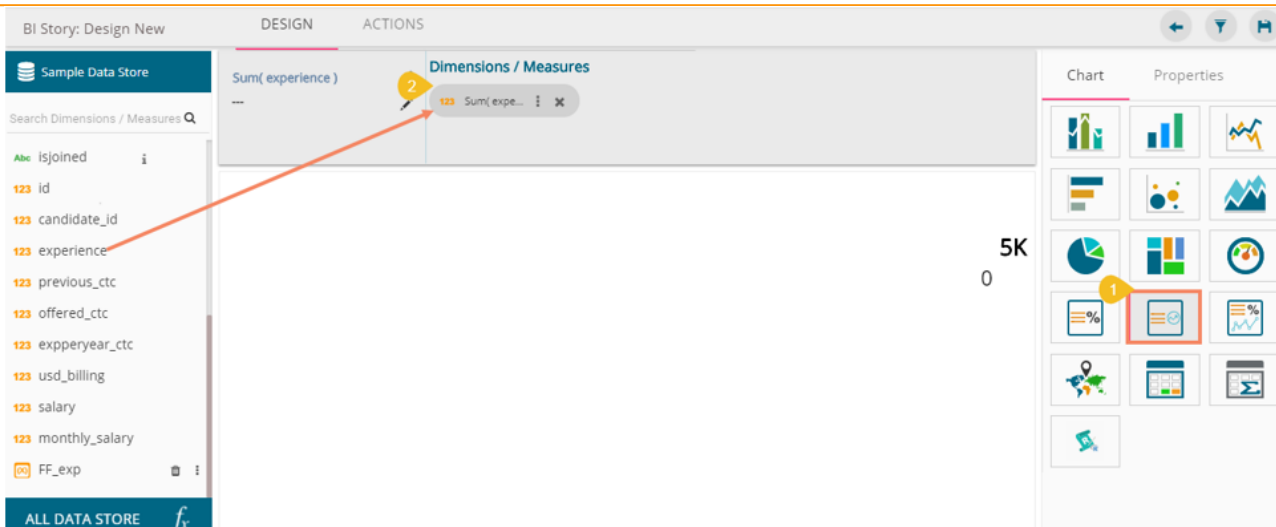 BI Story: Design New
DESIGN
ACTIONS
Sample Data Store
Search Dimensions / Measures
Abc isjoined i
123 id
123 candidate_id
123 experience
123 previous_ctc
123 offered_ctc
123 expperyear_ctc
123 usd_billing
123 salary
123 monthly_salary
FF_exp
ALL DATA STORE fx
Sum( experience )
---
2
Dimensions / Measures
123 Sum( expe...
5K
0
Chart
Properties
1
%
%
Σ